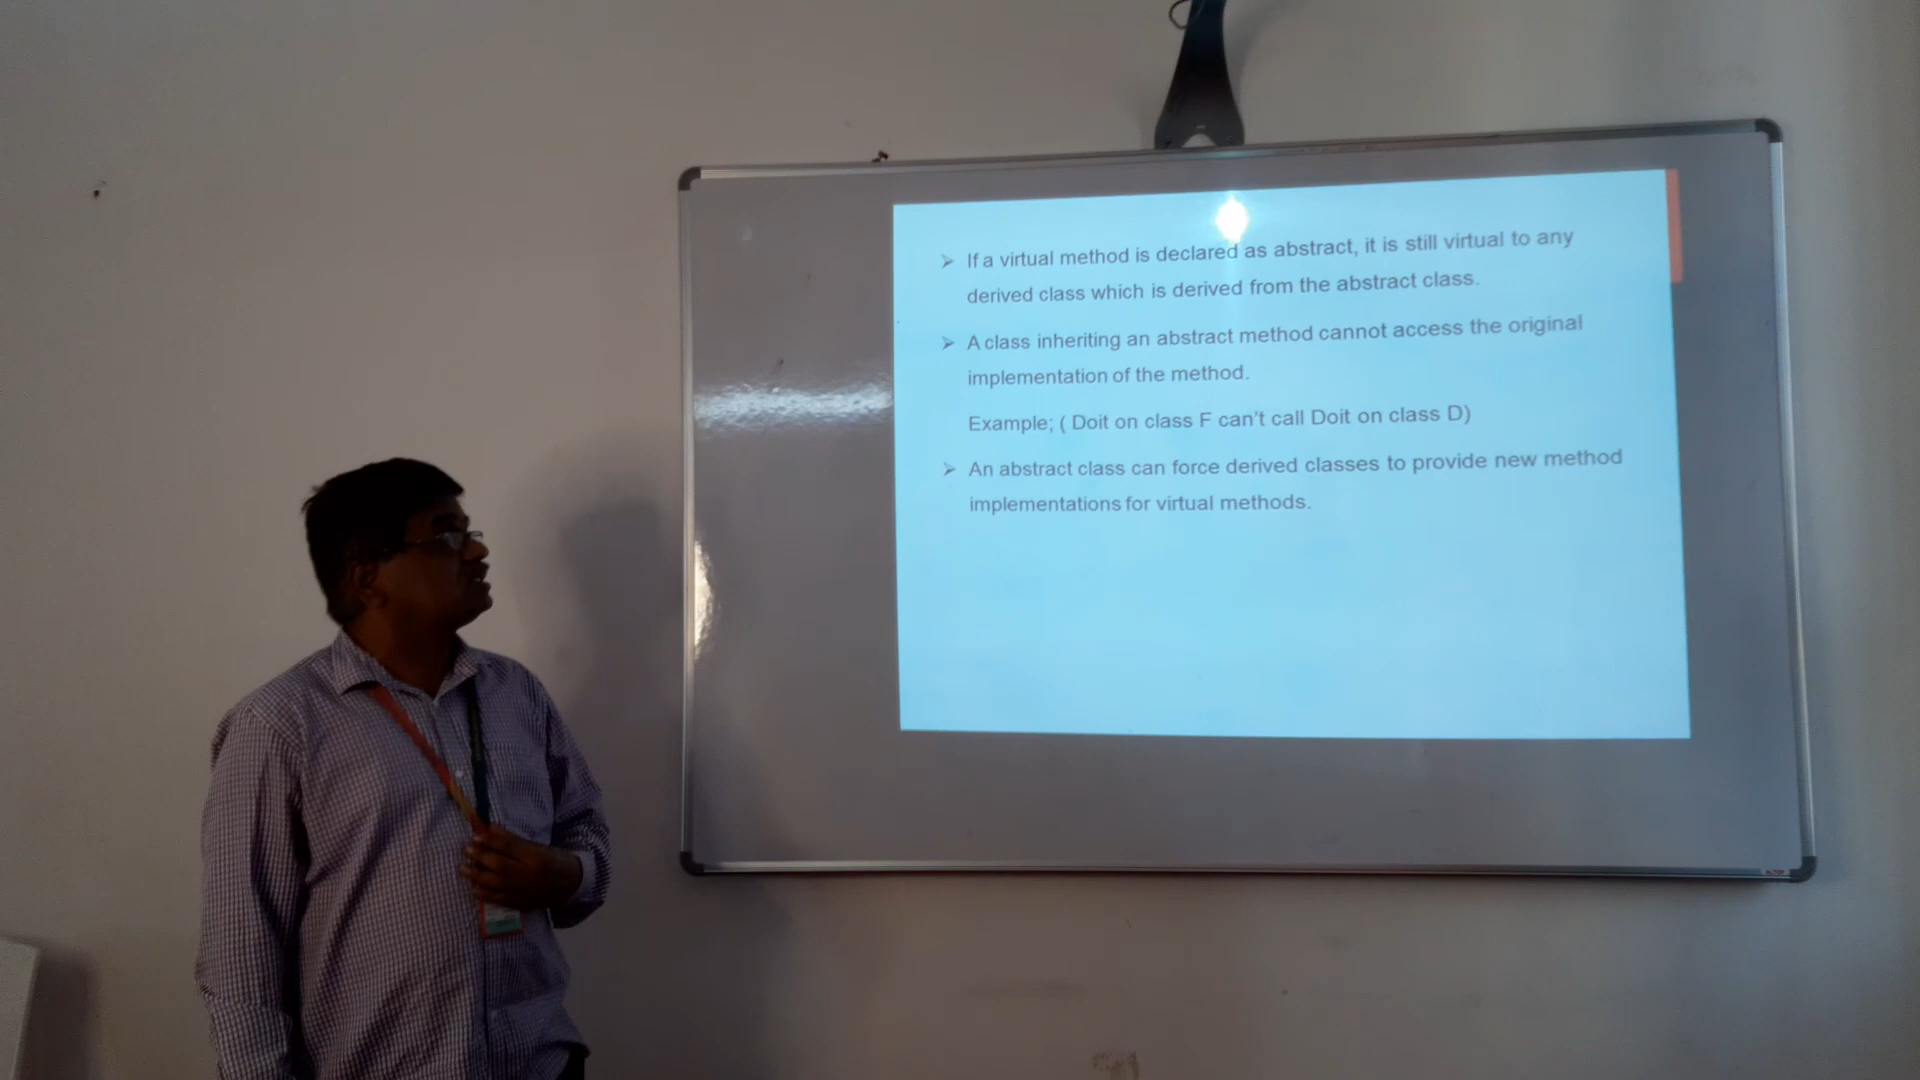 ➢ If a virtual method is declared as abstract, it is still virtual to any
derived class which is derived from the abstract class.
➢ A class inheriting an abstract method cannot access the original
implementation of the method.
Example; ( Doit on class F can't call Doit on class D)
➢ An abstract class can force derived classes to provide new method
implementations for virtual methods.